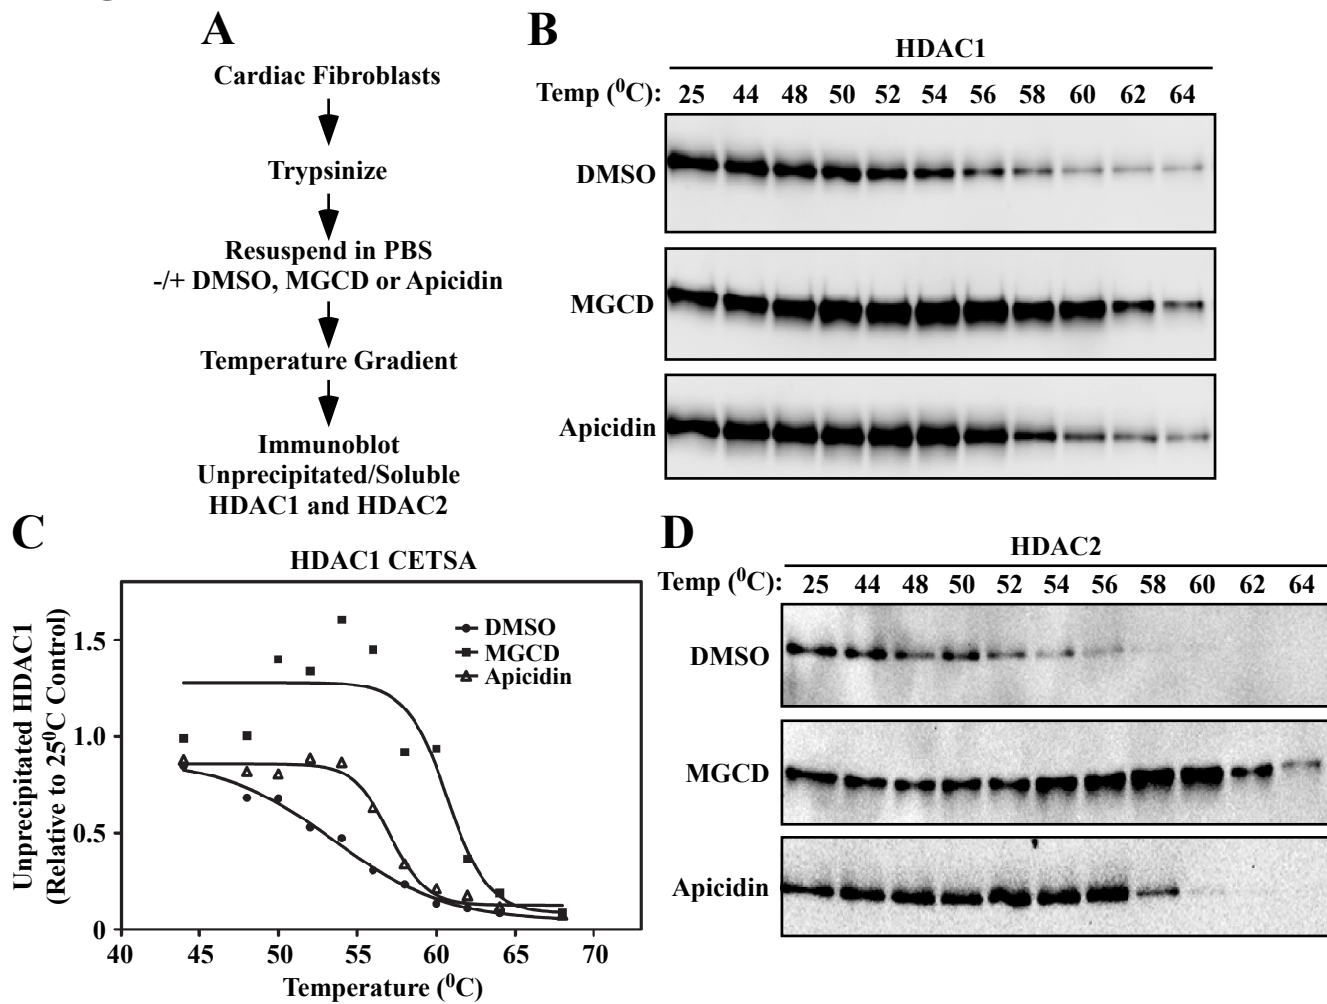 A
Cardiac Fibroblasts
Trypsinize
Resuspend in PBS
-/+ DMSO, MGCD or Apicidin
Temperature Gradient
Immunoblot
Unprecipitated/Soluble
HDAC1 and HDAC2
B
HDAC1
Temp (⁰C): 25 44 48 50 52 54 56 58 60 62 64
DMSO
MGCD
Apicidin
C
HDAC1 CETSA
Unprecipitated HDAC1
(Relative to 25⁰C Control)
1.5
1.0
0.5
0
DMSO
MGCD
Apicidin
40 45 50 55 60 65 70
Temperature (⁰C)
D
HDAC2
Temp (⁰C): 25 44 48 50 52 54 56 58 60 62 64
DMSO
MGCD
Apicidin